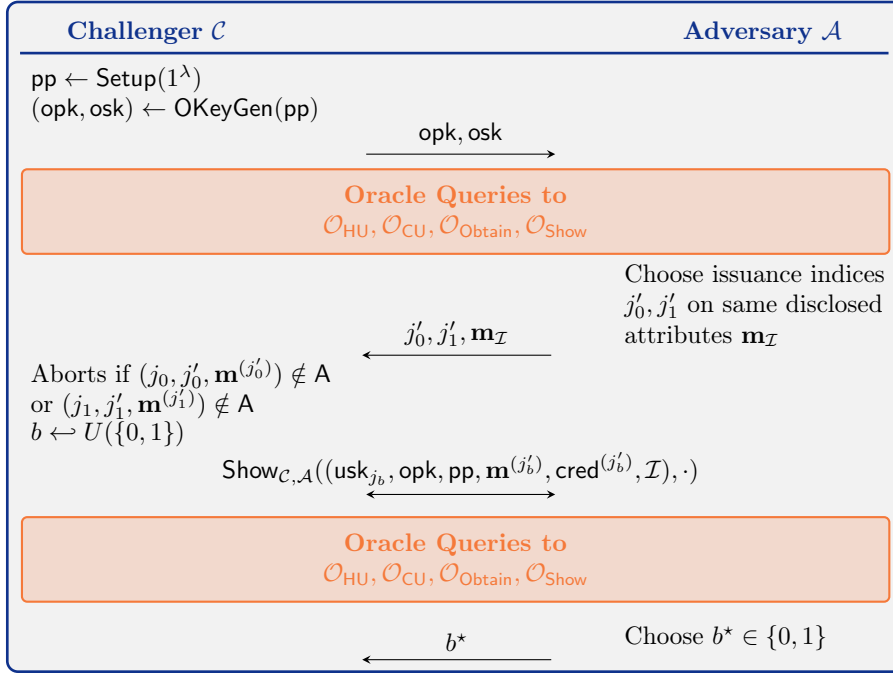 Challenger 𝒞 Adversary 𝒜
pp ← Setup(1^λ)
(opk, osk) ← OKeyGen(pp)
opk, osk
Oracle Queries to
𝒪_HU, 𝒪_CU, 𝒪_Obtain, 𝒪_Show
Choose issuance indices
j′_0, j′_1 on same disclosed
attributes 𝐦_ℐ
j′_0, j′_1, 𝐦_ℐ
Aborts if (j_0, j′_0, 𝐦^(j′_0)) ∉ A
or (j_1, j′_1, 𝐦^(j′_1)) ∉ A
b ↩ U({0, 1})
Show_𝒞,𝒜((usk_j_b, opk, pp, 𝐦^(j′_b), cred^(j′_b), ℐ), ·)
Oracle Queries to
𝒪_HU, 𝒪_CU, 𝒪_Obtain, 𝒪_Show
Choose b^⋆ ∈ {0, 1}
b^⋆